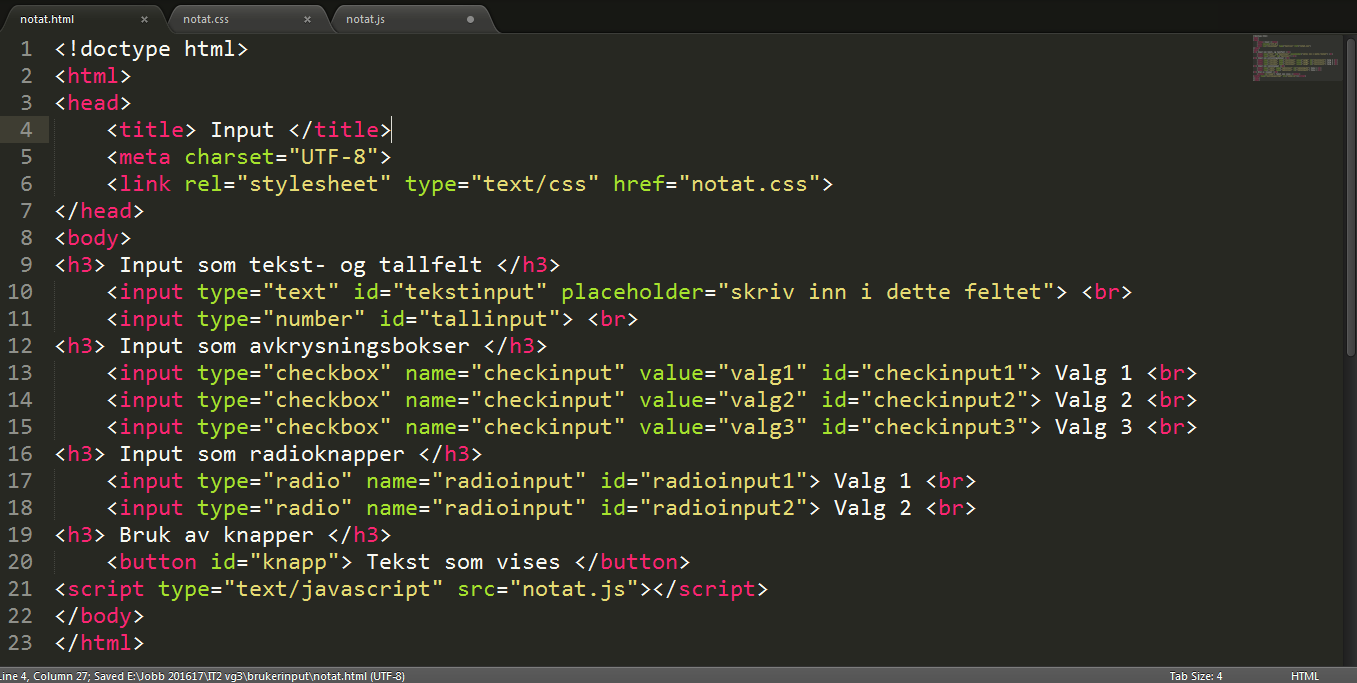 notat.html × notat.css × notat.js
1 <!doctype html>
2 <html>
3 <head>
4     <title> Input </title>
5     <meta charset="UTF-8">
6     <link rel="stylesheet" type="text/css" href="notat.css">
7 </head>
8 <body>
9 <h3> Input som tekst- og tallfelt </h3>
10     <input type="text" id="tekstinput" placeholder="skriv inn i dette feltet"> <br>
11     <input type="number" id="tallinput"> <br>
12 <h3> Input som avkrysningsbokser </h3>
13     <input type="checkbox" name="checkinput" value="valg1" id="checkinput1"> Valg 1 <br>
14     <input type="checkbox" name="checkinput" value="valg2" id="checkinput2"> Valg 2 <br>
15     <input type="checkbox" name="checkinput" value="valg3" id="checkinput3"> Valg 3 <br>
16 <h3> Input som radioknapper </h3>
17     <input type="radio" name="radioinput" id="radioinput1"> Valg 1 <br>
18     <input type="radio" name="radioinput" id="radioinput2"> Valg 2 <br>
19 <h3> Bruk av knapper </h3>
20     <button id="knapp"> Tekst som vises </button>
21 <script type="text/javascript" src="notat.js"></script>
22 </body>
23 </html>
Line 4, Column 27; Saved E:\Jobb 201617\IT2 vg3\brukerinput\notat.html (UTF-8) Tab Size: 4 HTML